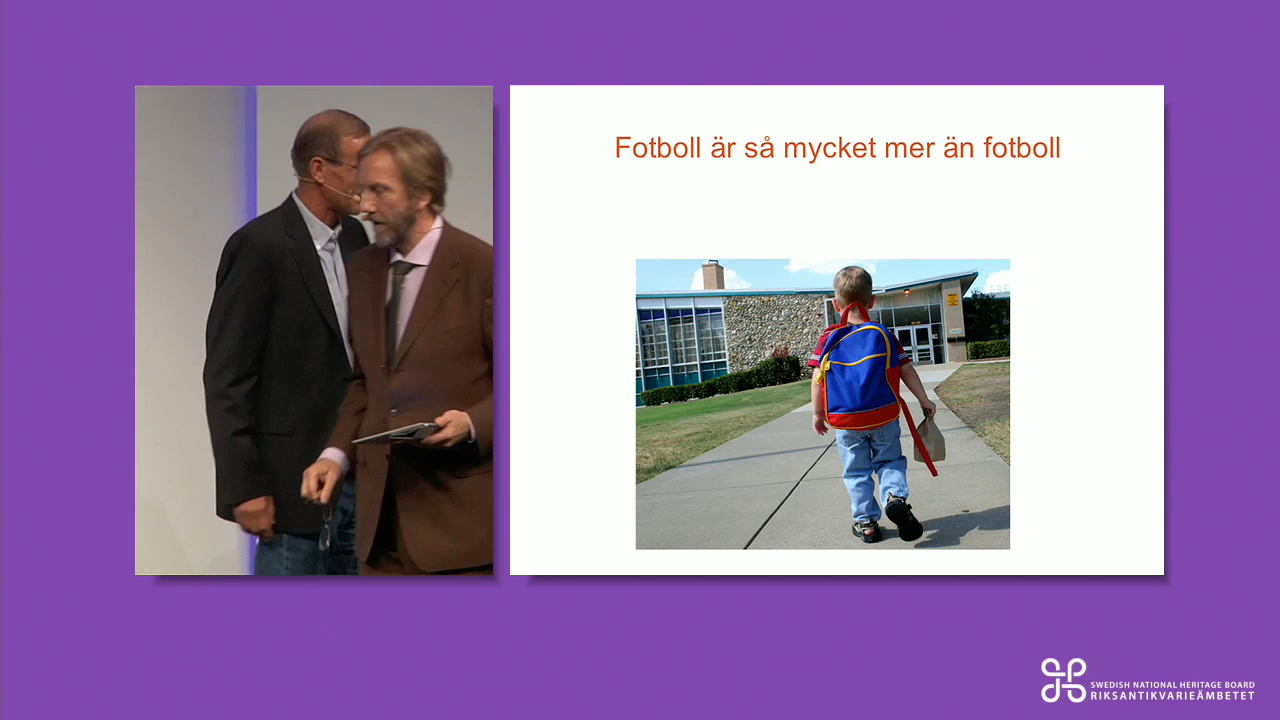 Fotboll är så mycket mer än fotboll
SWEDISH NATIONAL HERITAGE BOARD
RIKSANTIKVARIEÄMBETET